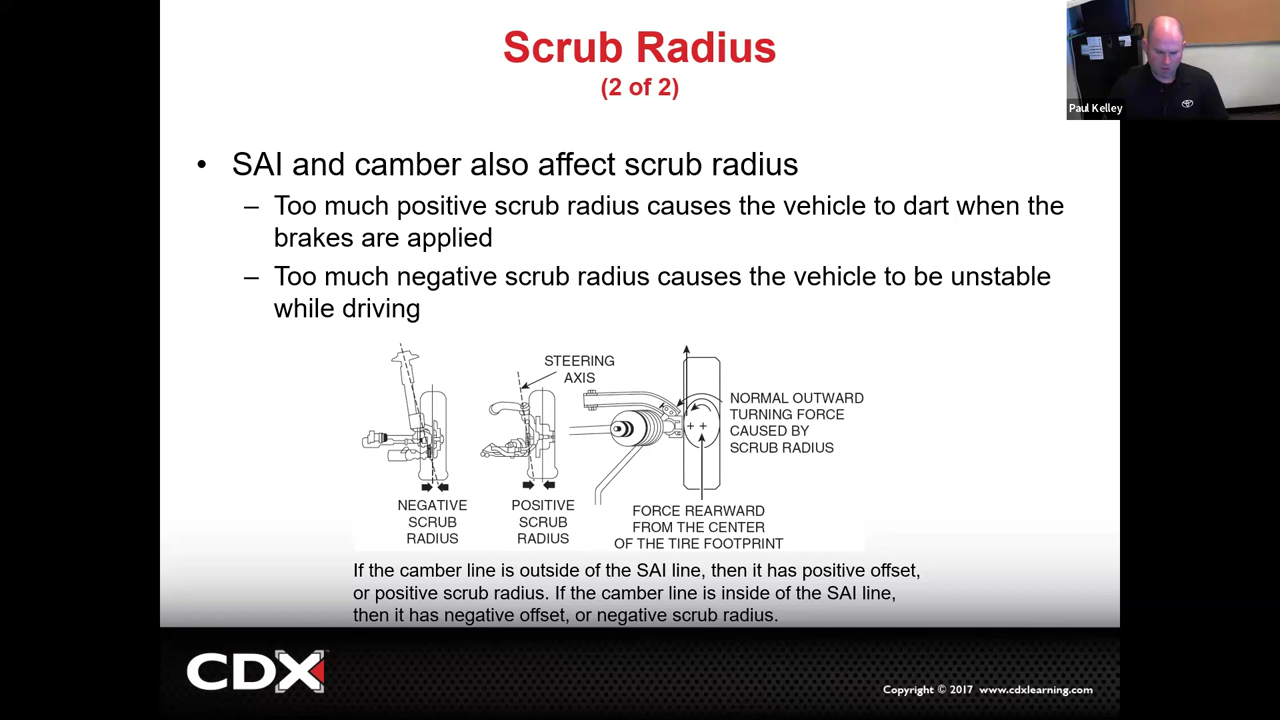 Scrub Radius
(2 of 2)
Paul Kelley
• SAI and camber also affect scrub radius
– Too much positive scrub radius causes the vehicle to dart when the
brakes are applied
– Too much negative scrub radius causes the vehicle to be unstable
while driving
STEERING
AXIS
NORMAL OUTWARD
TURNING FORCE
CAUSED BY
SCRUB RADIUS
NEGATIVE
SCRUB
RADIUS
POSITIVE
SCRUB
RADIUS
FORCE REARWARD
FROM THE CENTER
OF THE TIRE FOOTPRINT
If the camber line is outside of the SAI line, then it has positive offset,
or positive scrub radius. If the camber line is inside of the SAI line,
then it has negative offset, or negative scrub radius.
CDX
Copyright © 2017 www.cdxlearning.com